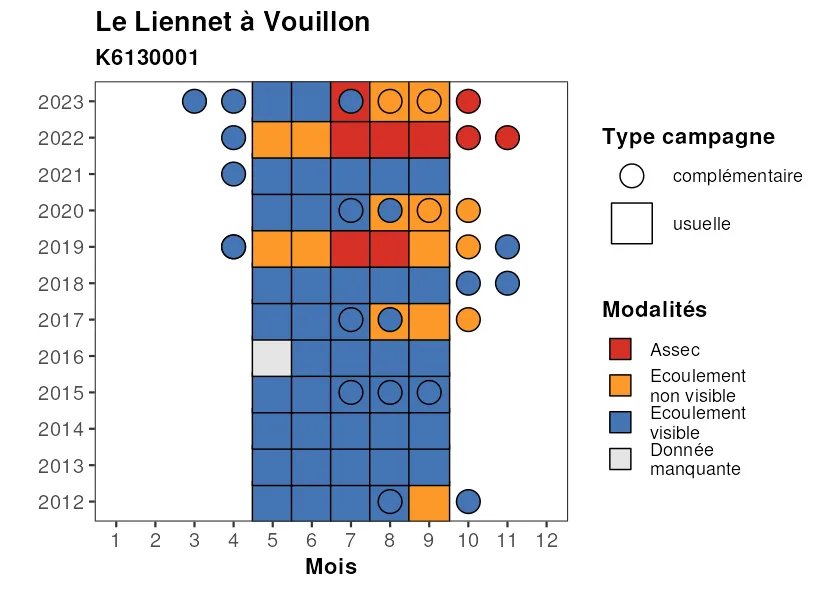 Le Liennet à Vouillon
K6130001
2023
2022
2021
2020
2019
2018
2017
2016
2015
2014
2013
2012
1 2 3 4 5 6 7 8 9 10 11 12
Mois
Type campagne
complémentaire
usuelle
Modalités
Assec
Ecoulement
non visible
Ecoulement
visible
Donnée
manquante